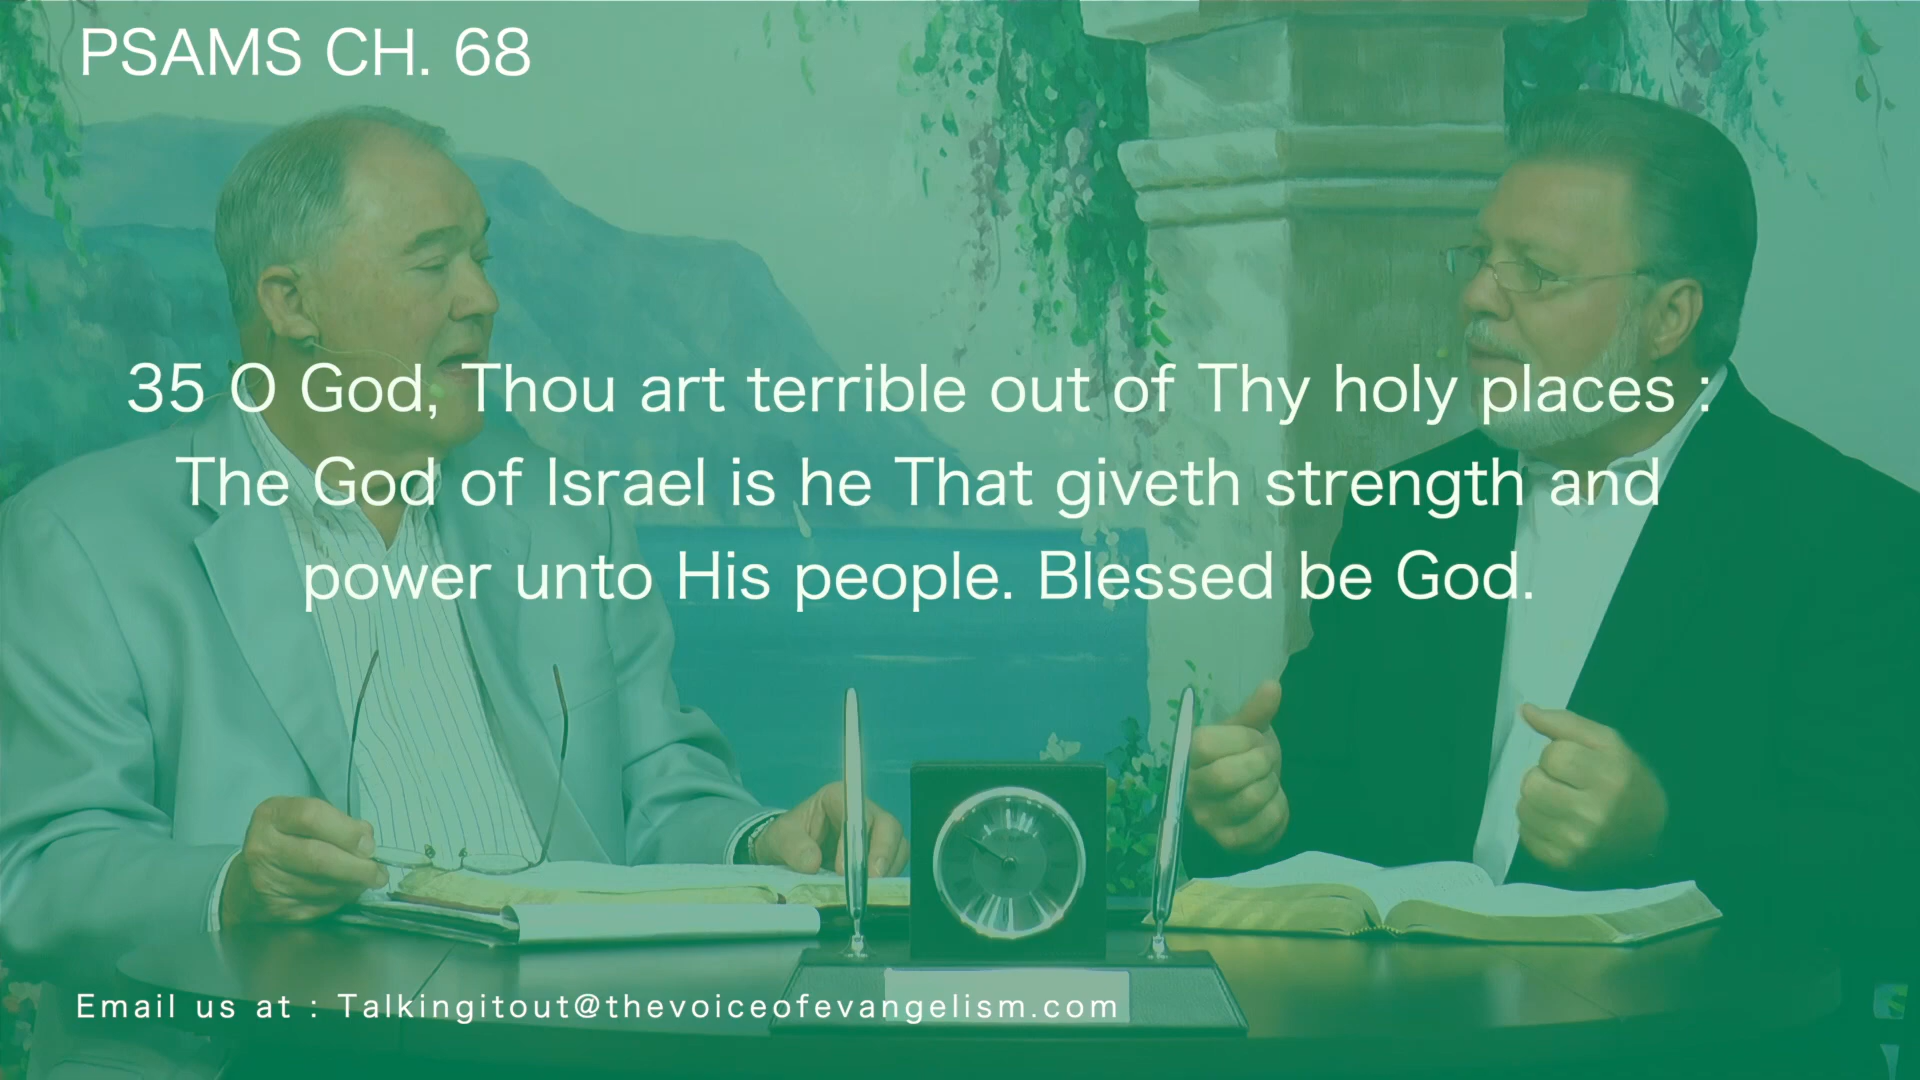 PSAMS CH. 68
35 O God, Thou art terrible out of Thy holy places :
The God of Israel is he That giveth strength and
power unto His people. Blessed be God.
Email us at : Talkingitout@thevoiceofevangelism.com